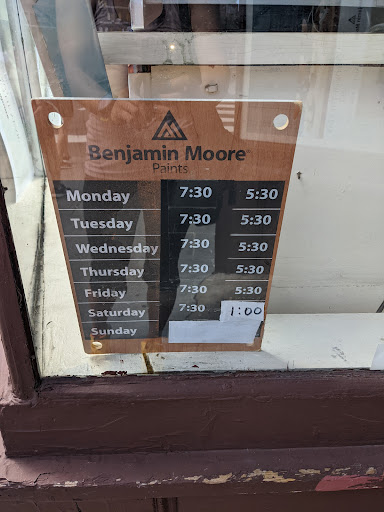 Benjamin Moore®
Paints
Monday 7:30 5:30
Tuesday 7:30 5:30
Wednesday 7:30 5:30
Thursday 7:30 5:30
Friday 7:30 5:30
Saturday 7:30 1:00
Sunday